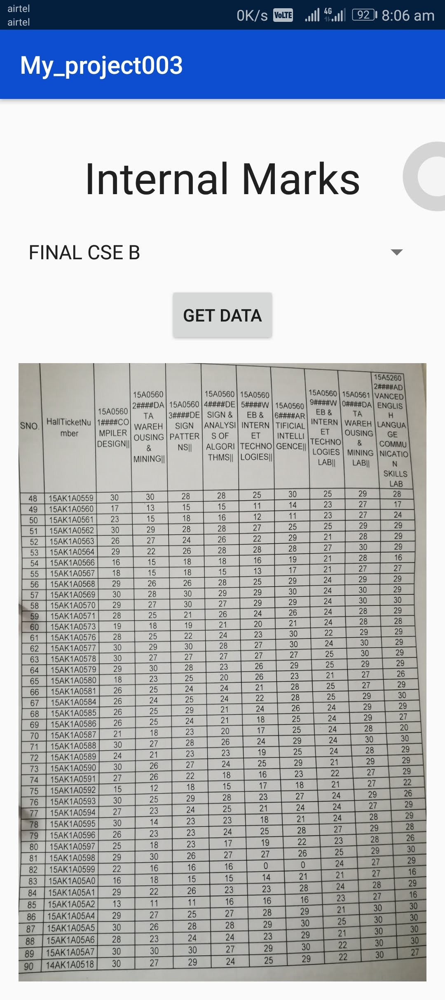 airtel
airtel
0K/s VoLTE 4G 92 8:06 am
My_project003
Internal Marks
FINAL CSE B
GET DATA
SNO. HallTicketNumber 15A05601####COMPILER DESIGN|| 15A05602####DATA WAREHOUSING & MINING|| 15A05603####DESIGN PATTERNS|| 15A05604####DESIGN & ANALYSIS OF ALGORITHMS|| 15A05605####WEB & INTERNET TECHNOLOGIES|| 15A05606####ARTIFICIAL INTELLIGENCE|| 15A05609####WEB & INTERNET TECHNOLOGIES LAB|| 15A05610####DATA WAREHOUSING & MINING LAB|| 15A52602####ADVANCED ENGLISH LANGUAGE COMMUNICATION SKILLS LAB
48 15AK1A0559 30 30 28 28 25 30 25 29 28
49 15AK1A0560 17 13 15 15 11 14 23 27 17
50 15AK1A0561 23 15 18 16 12 11 23 27 24
51 15AK1A0562 30 29 28 28 27 25 25 29 29
52 15AK1A0563 26 27 24 26 22 29 21 28 29
53 15AK1A0564 29 22 26 28 28 28 27 30 29
54 15AK1A0566 16 15 18 18 16 19 21 28 16
55 15AK1A0567 18 15 18 15 13 17 21 27 27
56 15AK1A0568 29 26 26 28 25 29 24 29 29
57 15AK1A0569 30 28 30 29 29 30 24 30 29
58 15AK1A0570 29 27 30 27 29 29 24 30 30
59 15AK1A0571 28 25 21 26 24 26 24 28 29
60 15AK1A0573 19 18 19 21 20 21 24 28 28
61 15AK1A0576 28 25 22 24 23 30 22 29 29
62 15AK1A0577 30 29 30 28 27 30 24 30 29
63 15AK1A0578 30 27 27 27 27 27 25 30 29
64 15AK1A0579 29 30 28 23 26 29 25 29 29
65 15AK1A0580 18 23 25 20 26 23 21 27 26
66 15AK1A0581 26 25 24 24 21 28 25 27 29
67 15AK1A0584 26 24 25 24 22 28 25 29 30
68 15AK1A0585 26 25 29 21 24 26 24 29 29
69 15AK1A0586 26 25 24 21 18 25 24 29 27
70 15AK1A0587 21 18 23 20 17 25 24 28 20
71 15AK1A0588 30 27 28 26 24 29 24 30 30
72 15AK1A0589 24 21 23 23 19 25 24 28 29
73 15AK1A0590 30 26 27 24 25 29 21 29 29
74 15AK1A0591 27 26 22 18 16 23 22 27 29
75 15AK1A0592 15 12 18 15 17 18 21 27 22
76 15AK1A0593 30 25 29 28 23 27 24 29 26
77 15AK1A0594 27 23 24 25 21 24 24 27 29
78 15AK1A0595 30 14 23 23 18 21 24 28 29
79 15AK1A0596 26 23 23 24 25 28 27 29 28
80 15AK1A0597 25 18 23 17 19 22 23 28 26
81 15AK1A0598 29 30 26 27 27 26 25 29 30
82 15AK1A0599 22 16 16 16 0 0 24 27 29
83 15AK1A05A0 16 18 15 15 14 21 21 27 16
84 15AK1A05A1 29 22 26 23 23 28 24 28 29
85 15AK1A05A2 13 11 11 16 16 16 23 27 16
86 15AK1A05A4 29 27 25 27 28 29 21 30 30
87 15AK1A05A5 30 26 28 28 29 30 25 30 30
88 15AK1A05A6 28 23 24 24 23 29 21 30 30
89 15AK1A05A7 30 30 30 27 29 30 22 30 30
90 14AK1A0518 30 27 29 24 25 29 22 30 27